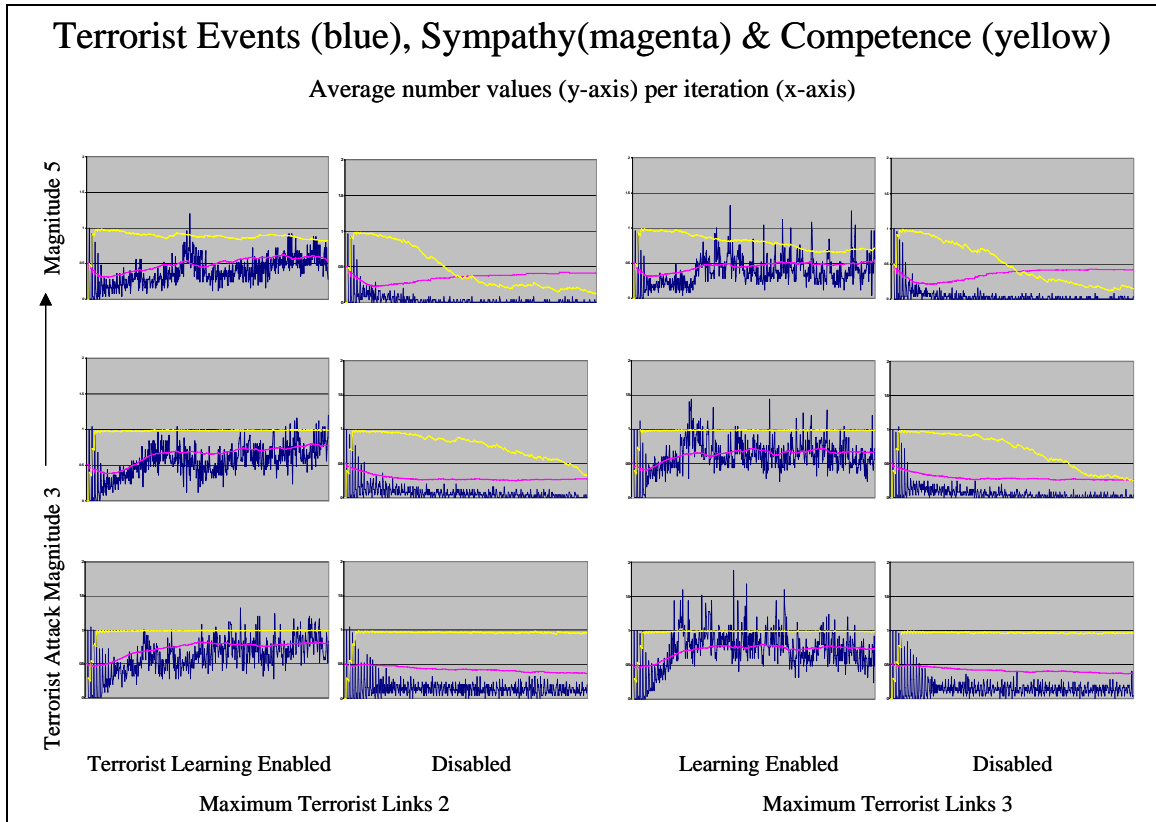 Terrorist Events (blue), Sympathy(magenta) & Competence (yellow)
Average number values (y-axis) per iteration (x-axis)
Magnitude 5
Terrorist Attack Magnitude 3
Terrorist Learning Enabled
Disabled
Learning Enabled
Disabled
Maximum Terrorist Links 2
Maximum Terrorist Links 3